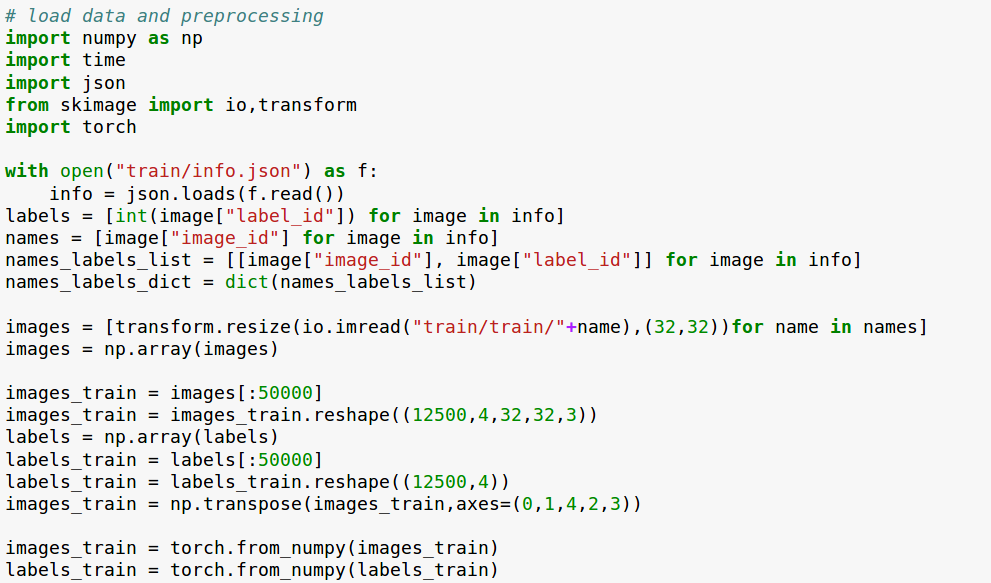 # load data and preprocessing
import numpy as np
import time
import json
from skimage import io,transform
import torch

with open("train/info.json") as f:
    info = json.loads(f.read())
labels = [int(image["label_id"]) for image in info]
names = [image["image_id"] for image in info]
names_labels_list = [[image["image_id"], image["label_id"]] for image in info]
names_labels_dict = dict(names_labels_list)

images = [transform.resize(io.imread("train/train/"+name),(32,32))for name in names]
images = np.array(images)

images_train = images[:50000]
images_train = images_train.reshape((12500,4,32,32,3))
labels = np.array(labels)
labels_train = labels[:50000]
labels_train = labels_train.reshape((12500,4))
images_train = np.transpose(images_train,axes=(0,1,4,2,3))

images_train = torch.from_numpy(images_train)
labels_train = torch.from_numpy(labels_train)